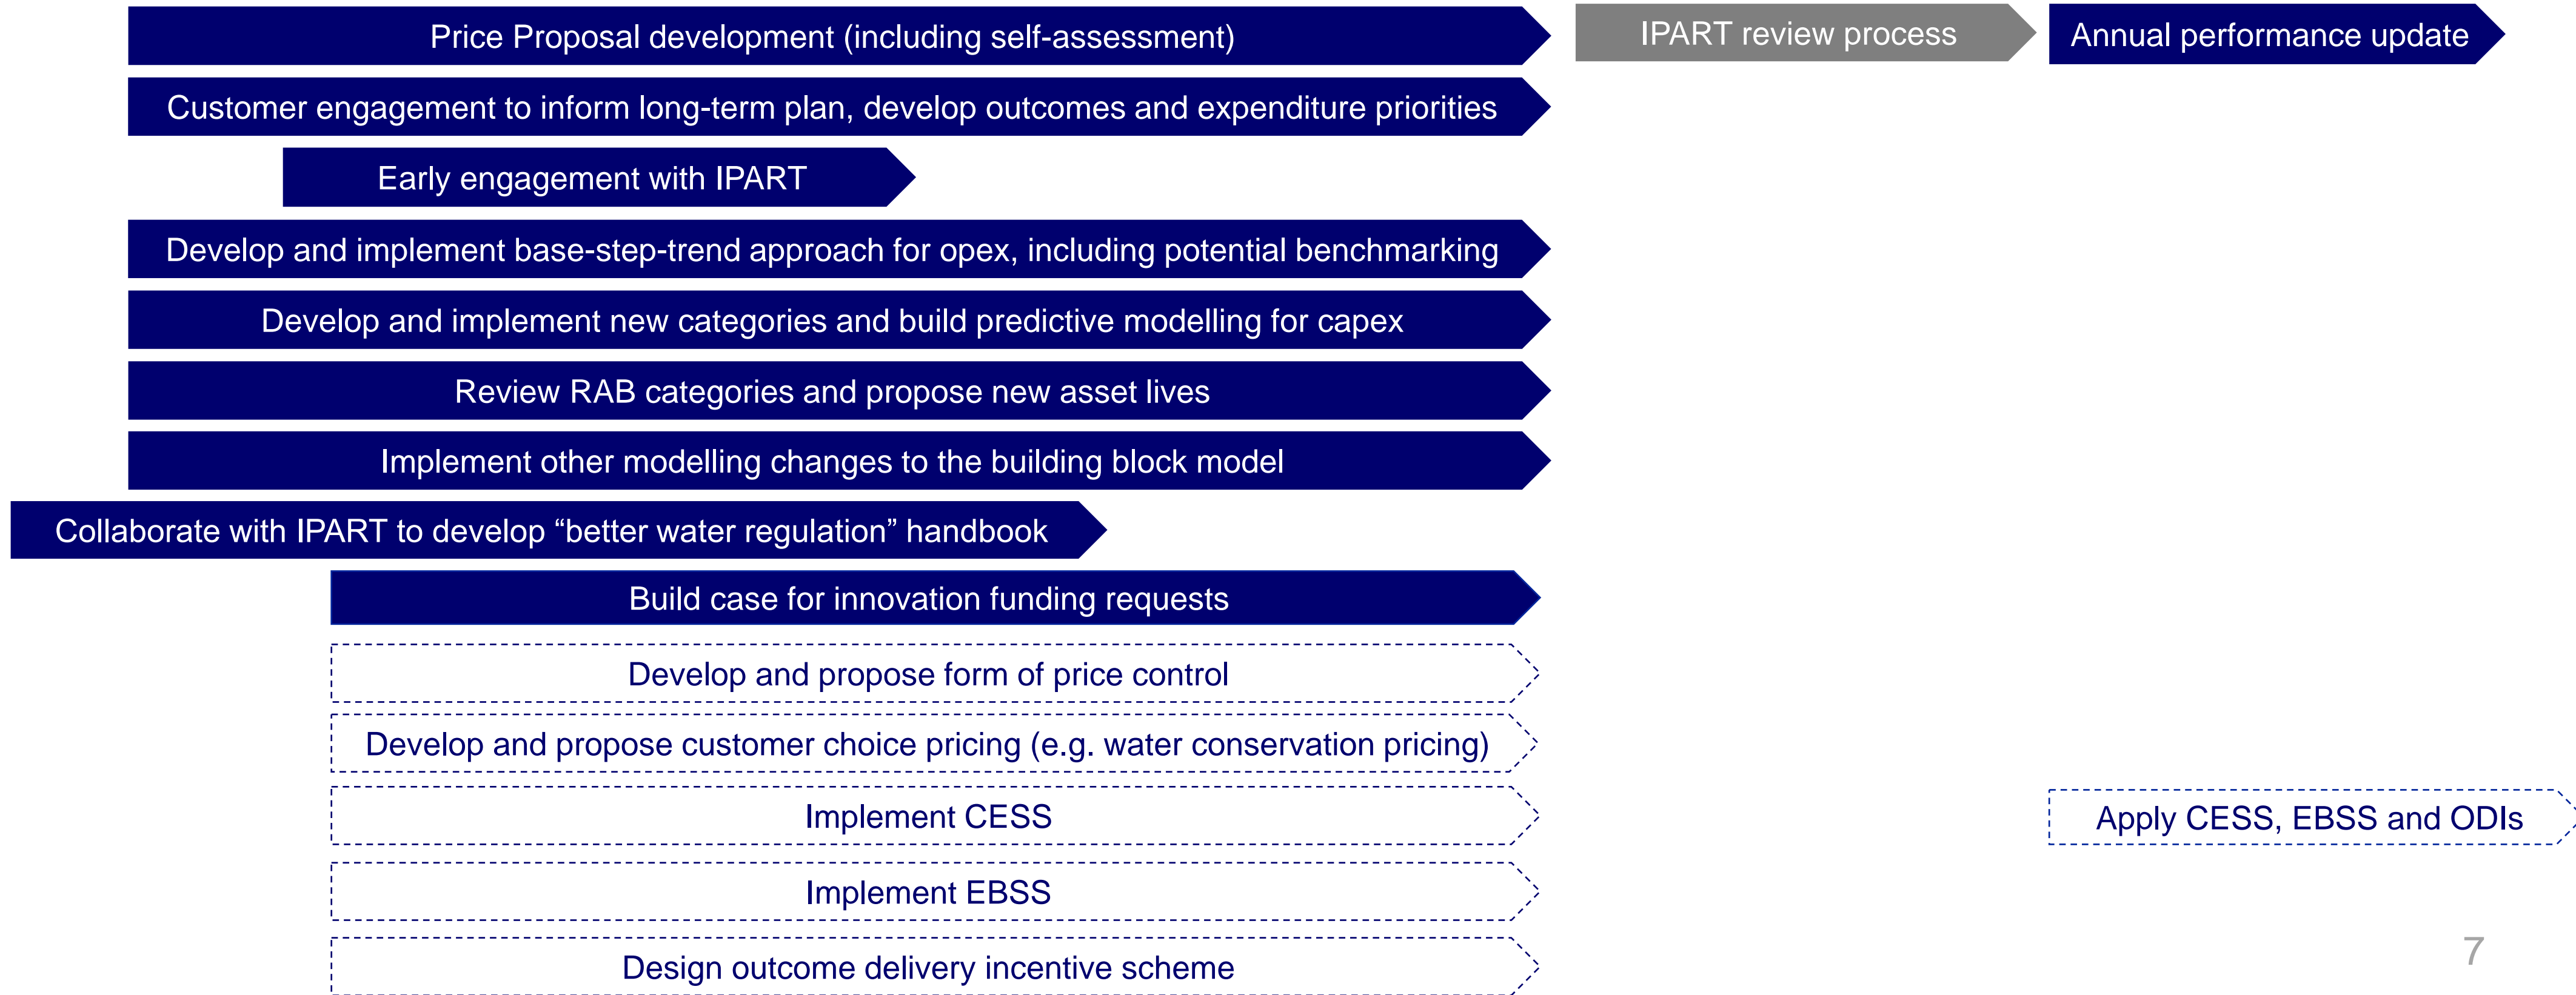 Price Proposal development (including self-assessment)
IPART review process
Annual performance update
Customer engagement to inform long-term plan, develop outcomes and expenditure priorities
Early engagement with IPART
Develop and implement base-step-trend approach for opex, including potential benchmarking
Develop and implement new categories and build predictive modelling for capex
Review RAB categories and propose new asset lives
Implement other modelling changes to the building block model
Collaborate with IPART to develop “better water regulation” handbook
Build case for innovation funding requests
Develop and propose form of price control
Develop and propose customer choice pricing (e.g. water conservation pricing)
Implement CESS
Apply CESS, EBSS and ODIs
Implement EBSS
Design outcome delivery incentive scheme
7